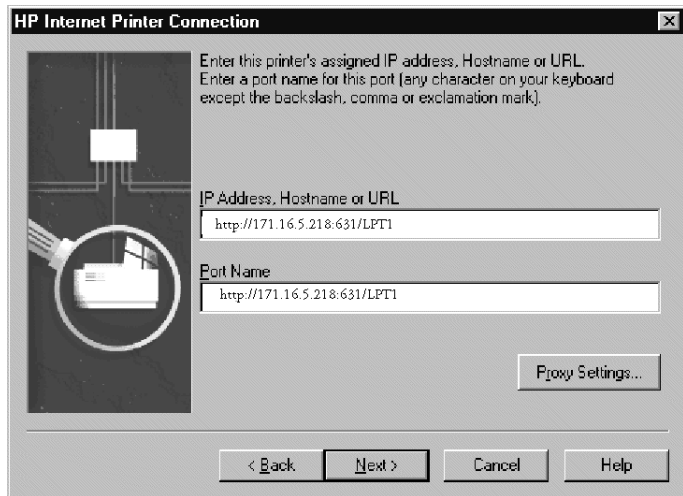 HP Internet Printer Connection
Enter this printer's assigned IP address, Hostname or URL.
Enter a port name for this port (any character on your keyboard
except the backslash, comma or exclamation mark).
IP Address, Hostname or URL
http://171.16.5.218:631/LPT1
Port Name
http://171.16.5.218:631/LPT1
Proxy Settings...
< Back
Next >
Cancel
Help